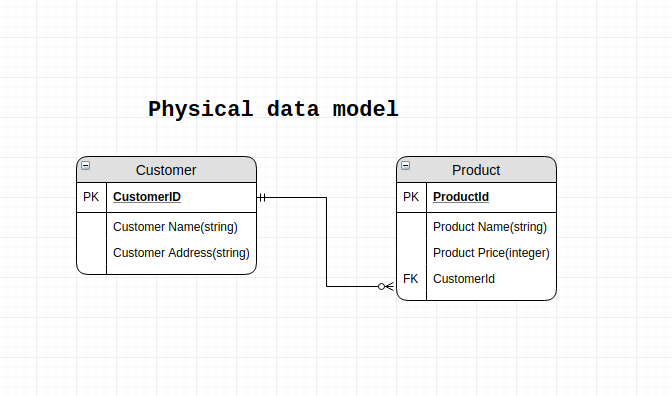 Physical data model
Customer
PK CustomerID
Customer Name(string)
Customer Address(string)
Product
PK ProductId
Product Name(string)
Product Price(integer)
FK CustomerId